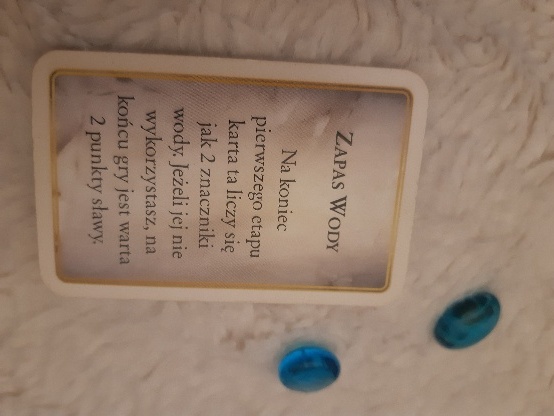 ZAPAS WODY
Na koniec
pierwszego etapu
karta ta liczy się
jak 2 znaczniki
wody. Jeżeli jej nie
wykorzystasz, na
końcu gry jest warta
2 punkty sławy.